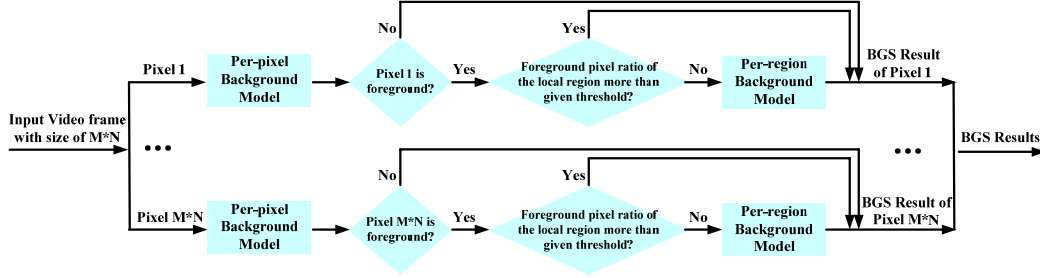 No
Yes
Pixel 1
Per-pixel
Background
Model
Pixel 1 is
foreground?
Yes
Foreground pixel ratio of
the local region more than
given threshold?
No
Per-region
Background
Model
BGS Result
of Pixel 1
Input Video frame
with size of M*N
...
...
BGS Results
No
Yes
Pixel M*N
Per-pixel
Background
Model
Pixel M*N is
foreground?
Yes
Foreground pixel ratio of
the local region more than
given threshold?
No
Per-region
Background
Model
BGS Result of
Pixel M*N